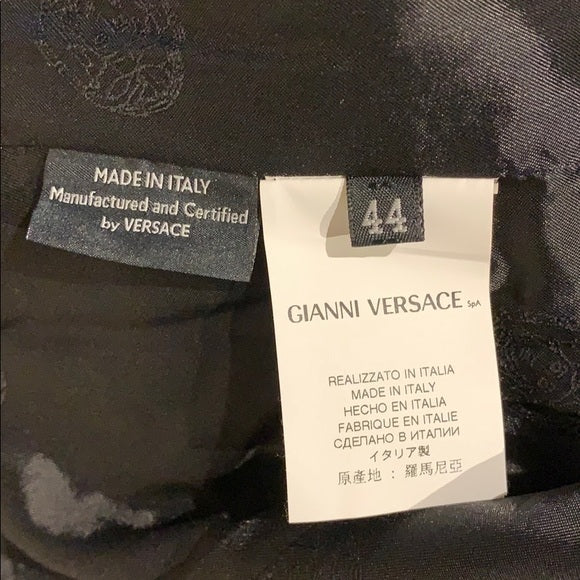 MADE IN ITALY
Manufactured and Certified
by VERSACE
44
GIANNI VERSACE SpA
REALIZZATO IN ITALIA
MADE IN ITALY
HECHO EN ITALIA
FABRIQUE EN ITALIE
СДЕЛАНО В ИТАЛИИ
イタリア製
原產地 : 羅馬尼亞